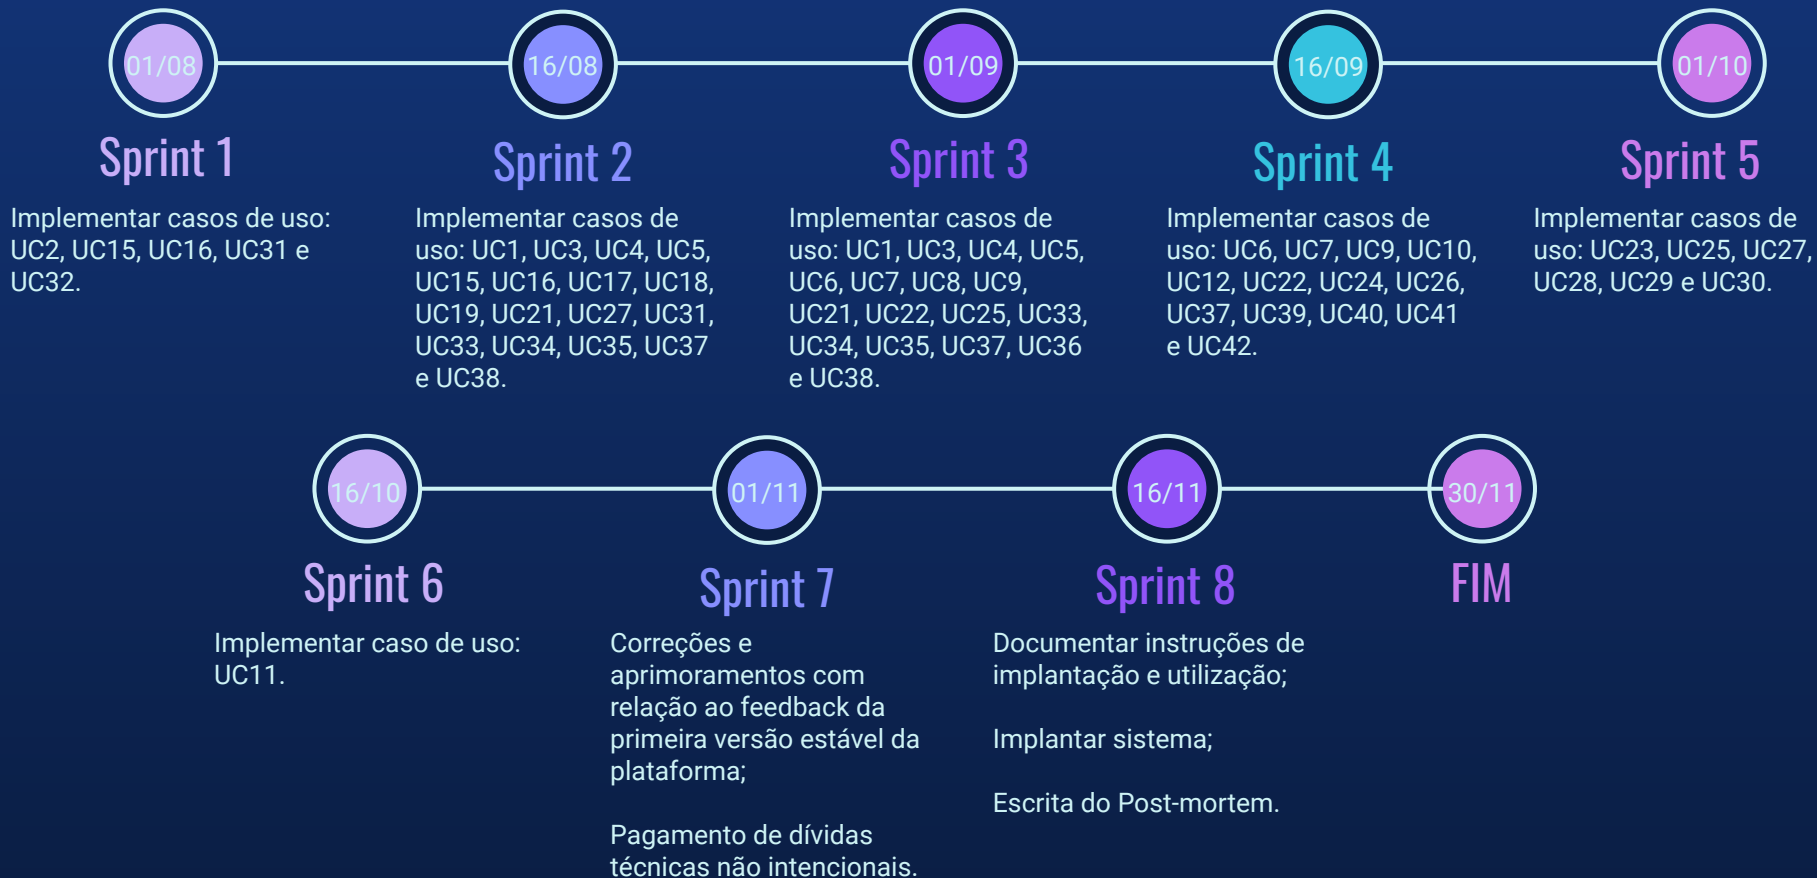 01/08
16/08
01/09
16/09
01/10
Sprint 1
Sprint 2
Sprint 3
Sprint 4
Sprint 5
Implementar casos de uso:
UC2, UC15, UC16, UC31 e
UC32.
Implementar casos de
uso: UC1, UC3, UC4, UC5,
UC15, UC16, UC17, UC18,
UC19, UC21, UC27, UC31,
UC33, UC34, UC35, UC37
e UC38.
Implementar casos de
uso: UC1, UC3, UC4, UC5,
UC6, UC7, UC8, UC9,
UC21, UC22, UC25, UC33,
UC34, UC35, UC37, UC36
e UC38.
Implementar casos de
uso: UC6, UC7, UC9, UC10,
UC12, UC22, UC24, UC26,
UC37, UC39, UC40, UC41
e UC42.
Implementar casos de
uso: UC23, UC25, UC27,
UC28, UC29 e UC30.
16/10
01/11
16/11
30/11
Sprint 6
Sprint 7
Sprint 8
FIM
Implementar caso de uso:
UC11.
Correções e
aprimoramentos com
relação ao feedback da
primeira versão estável da
plataforma;
Pagamento de dívidas
técnicas não intencionais.
Documentar instruções de
implantação e utilização;
Implantar sistema;
Escrita do Post-mortem.